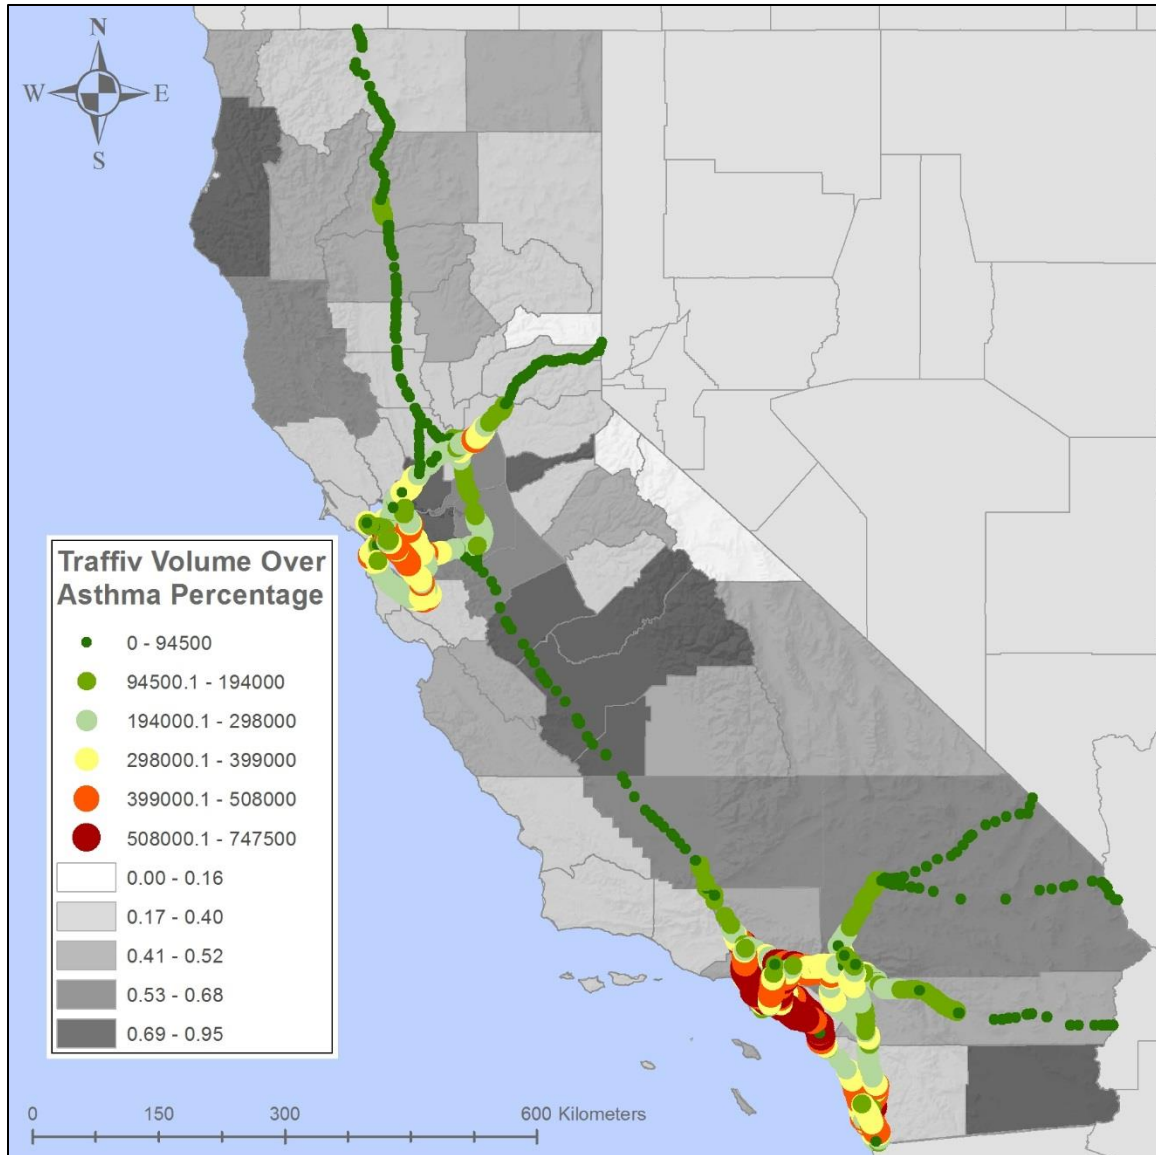 N
W E
S
Traffiv Volume Over
Asthma Percentage
0 - 94500
94500.1 - 194000
194000.1 - 298000
298000.1 - 399000
399000.1 - 508000
508000.1 - 747500
0.00 - 0.16
0.17 - 0.40
0.41 - 0.52
0.53 - 0.68
0.69 - 0.95
0 150 300 600 Kilometers